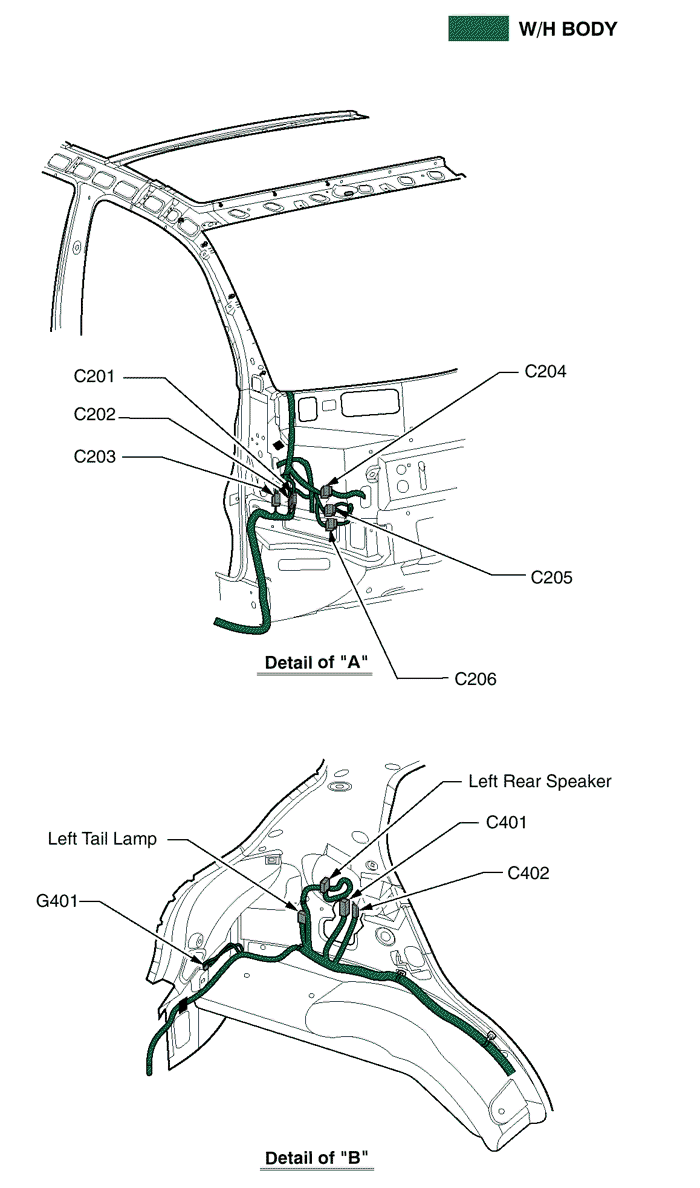 W/H BODY
C201
C204
C202
C203
C205
Detail of "A"
C206
Left Rear Speaker
C401
Left Tail Lamp
C402
G401
Detail of "B"